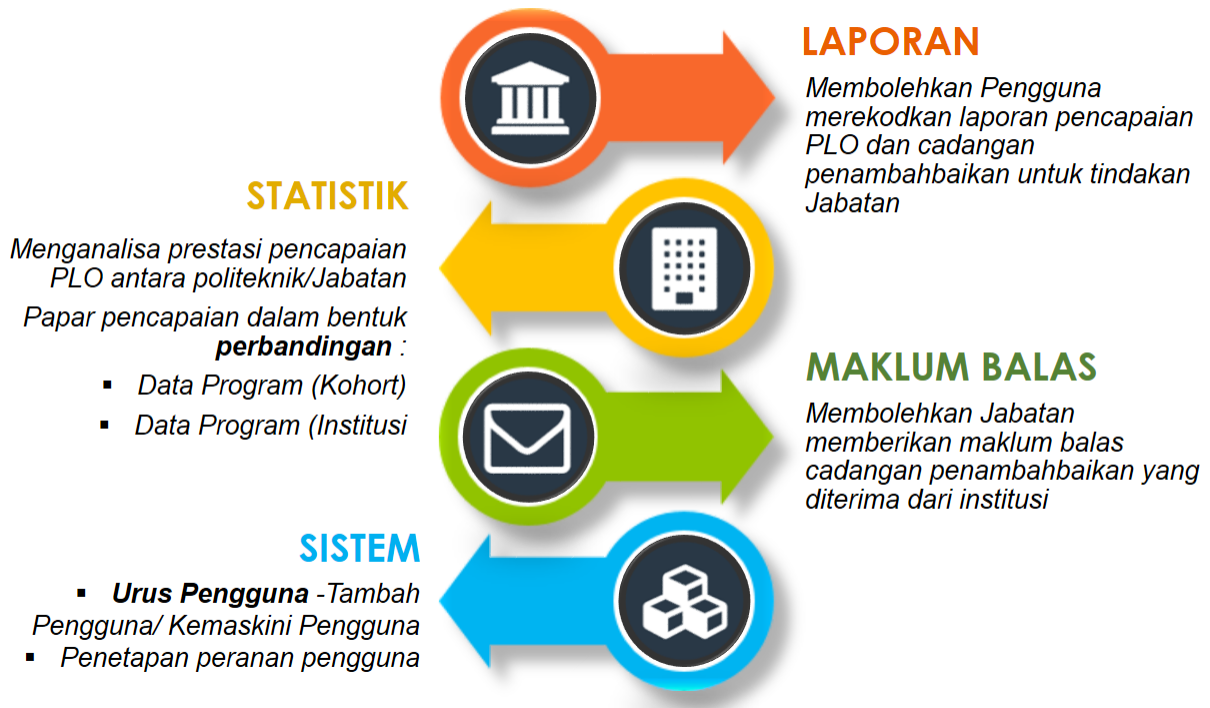 LAPORAN
Membolehkan Pengguna
merekodkan laporan pencapaian
PLO dan cadangan
penambahbaikan untuk tindakan
Jabatan
STATISTIK
Menganalisa prestasi pencapaian
PLO antara politeknik/Jabatan
Papar pencapaian dalam bentuk
perbandingan :
▪ Data Program (Kohort)
▪ Data Program (Institusi
MAKLUM BALAS
Membolehkan Jabatan
memberikan maklum balas
cadangan penambahbaikan yang
diterima dari institusi
SISTEM
▪ Urus Pengguna -Tambah
Pengguna/ Kemaskini Pengguna
▪ Penetapan peranan pengguna